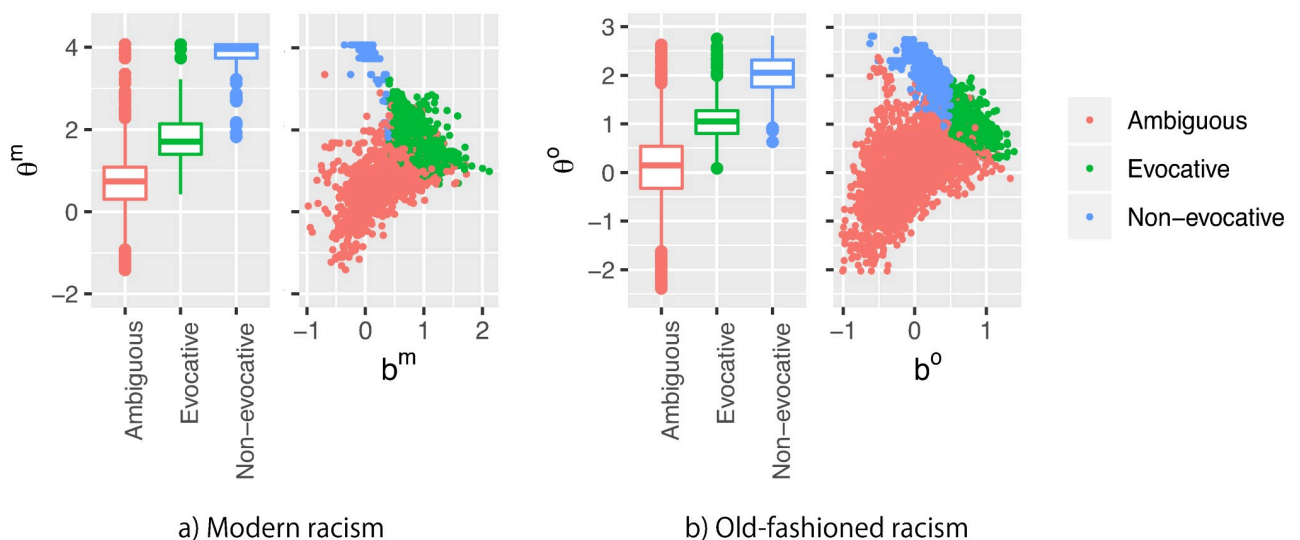 4
2
0
−2
θᵐ
Ambiguous
Evocative
Non−evocative
−1
0
1
2
bᵐ
a) Modern racism
3
2
1
0
−1
−2
θᵒ
Ambiguous
Evocative
Non−evocative
−1
0
1
bᵒ
b) Old-fashioned racism
Ambiguous
Evocative
Non−evocative